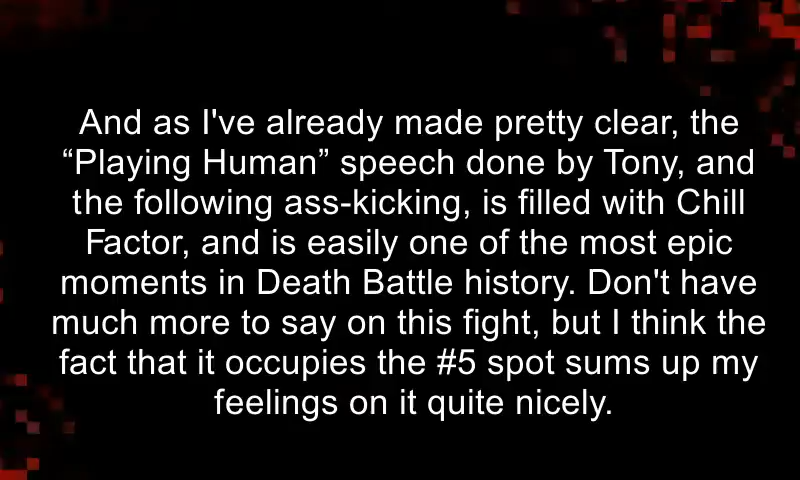 And as I've already made pretty clear, the
“Playing Human” speech done by Tony, and
the following ass-kicking, is filled with Chill
Factor, and is easily one of the most epic
moments in Death Battle history. Don't have
much more to say on this fight, but I think the
fact that it occupies the #5 spot sums up my
feelings on it quite nicely.